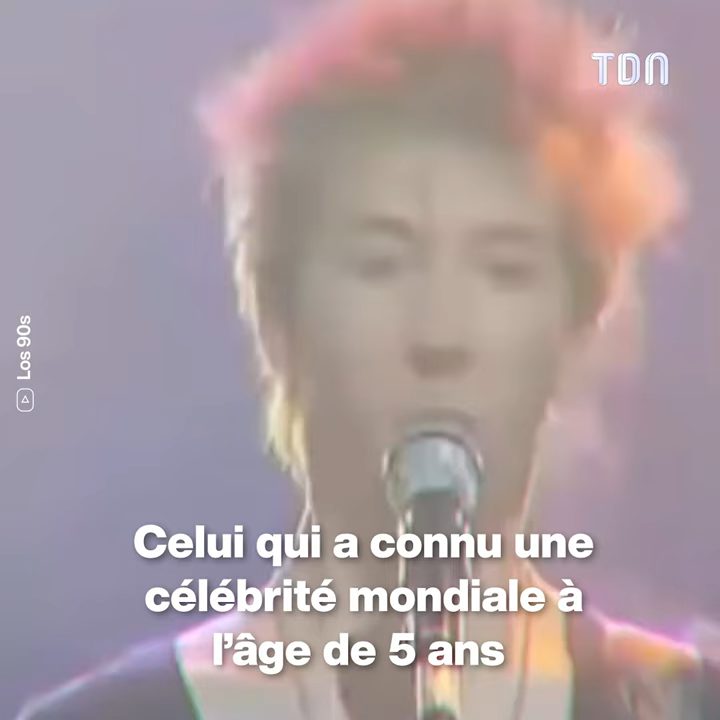 TDN
Los 90s
Celui qui a connu une
célébrité mondiale à
l'âge de 5 ans